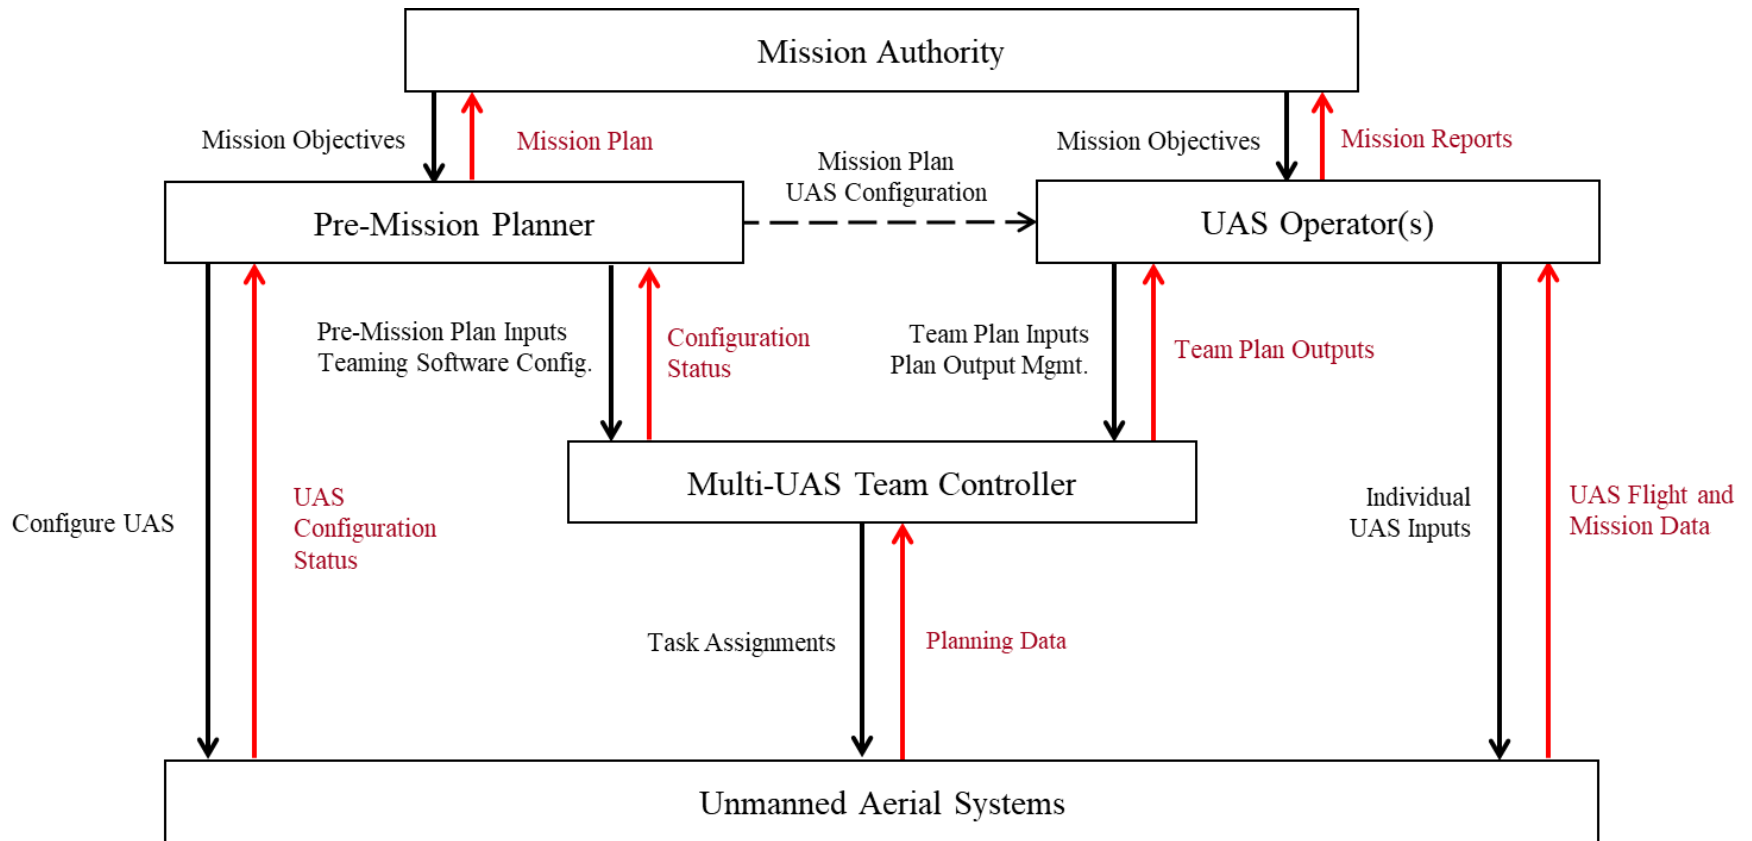 Mission Authority
Mission Objectives
Mission Plan
Mission Objectives
Mission Reports
Mission Plan
UAS Configuration
Pre-Mission Planner
UAS Operator(s)
Pre-Mission Plan Inputs
Teaming Software Config.
Configuration
Status
Team Plan Inputs
Plan Output Mgmt.
Team Plan Outputs
Multi-UAS Team Controller
Configure UAS
UAS
Configuration
Status
Individual
UAS Inputs
UAS Flight and
Mission Data
Task Assignments
Planning Data
Unmanned Aerial Systems